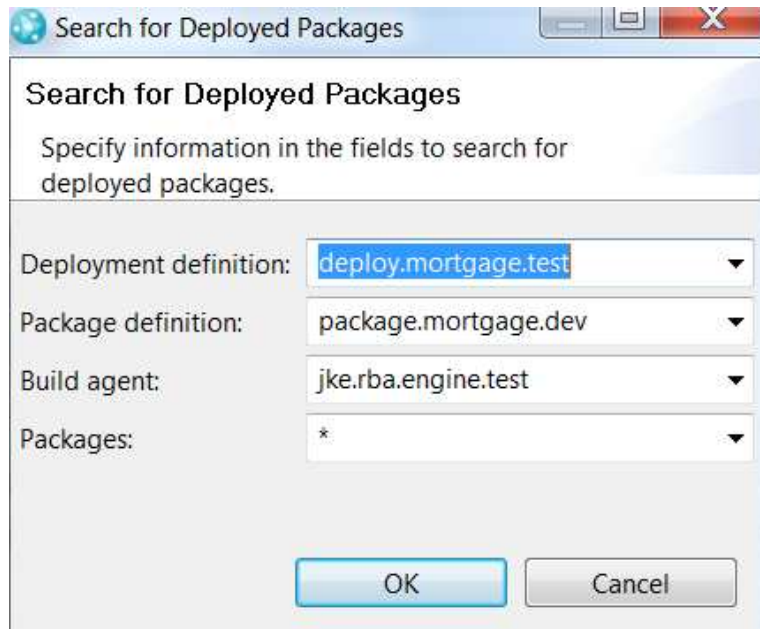 Search for Deployed Packages
Search for Deployed Packages
Specify information in the fields to search for
deployed packages.
Deployment definition: deploy.mortgage.test
Package definition: package.mortgage.dev
Build agent: jke.rba.engine.test
Packages: *
OK Cancel